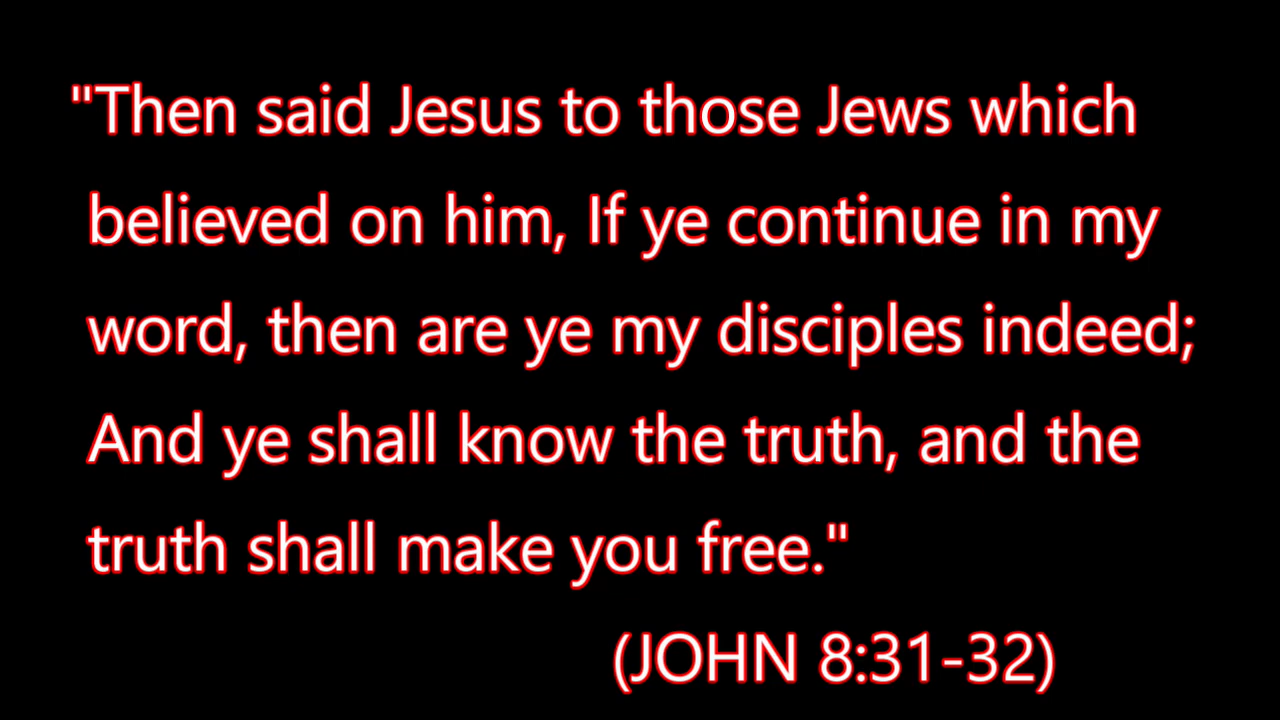 "Then said Jesus to those Jews which
believed on him, If ye continue in my
word, then are ye my disciples indeed;
And ye shall know the truth, and the
truth shall make you free."
(JOHN 8:31-32)